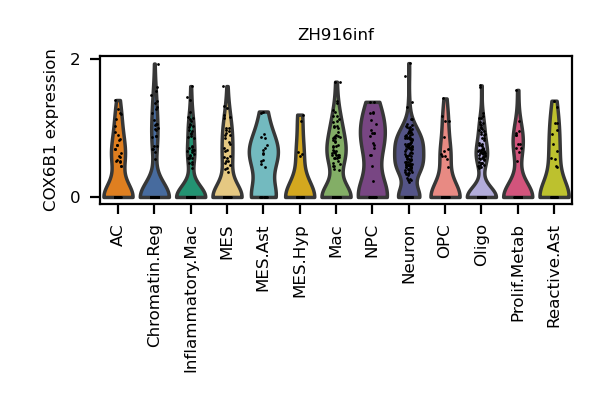 ZH916inf
COX6B1 expression
2
0
AC
Chromatin.Reg
Inflammatory.Mac
MES
MES.Ast
MES.Hyp
Mac
NPC
Neuron
OPC
Oligo
Prolif.Metab
Reactive.Ast